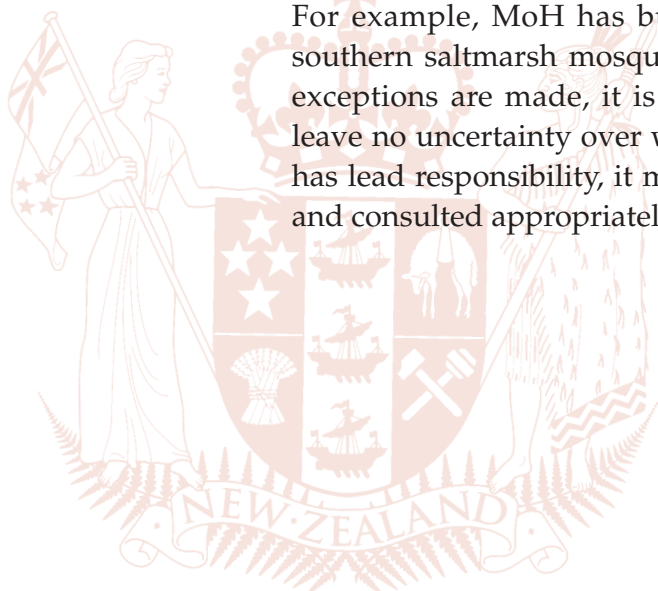 For example, MoH has b
southern saltmarsh mosqu
exceptions are made, it is
leave no uncertainty over
has lead responsibility, it
and consulted appropriatel
NEW·ZEALAND